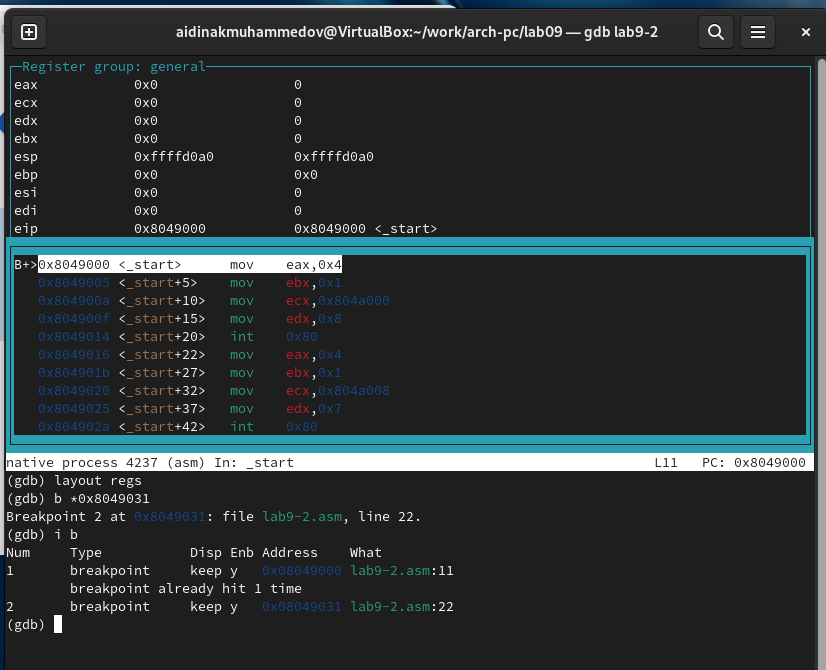 aidinakmuhammedov@VirtualBox:~/work/arch-pc/lab09 — gdb lab9-2
Register group: general
eax 0x0 0
ecx 0x0 0
edx 0x0 0
ebx 0x0 0
esp 0xffffd0a0 0xffffd0a0
ebp 0x0 0x0
esi 0x0 0
edi 0x0 0
eip 0x8049000 0x8049000 <_start>
B+>0x8049000 <_start> mov eax,0x4
0x8049005 <_start+5> mov ebx,0x1
0x804900a <_start+10> mov ecx,0x804a000
0x804900f <_start+15> mov edx,0x8
0x8049014 <_start+20> int 0x80
0x8049016 <_start+22> mov eax,0x4
0x804901b <_start+27> mov ebx,0x1
0x8049020 <_start+32> mov ecx,0x804a008
0x8049025 <_start+37> mov edx,0x7
0x804902a <_start+42> int 0x80
native process 4237 (asm) In: _start L11 PC: 0x8049000
(gdb) layout regs
(gdb) b *0x8049031
Breakpoint 2 at 0x8049031: file lab9-2.asm, line 22.
(gdb) i b
Num Type Disp Enb Address What
1 breakpoint keep y 0x08049000 lab9-2.asm:11
breakpoint already hit 1 time
2 breakpoint keep y 0x08049031 lab9-2.asm:22
(gdb)